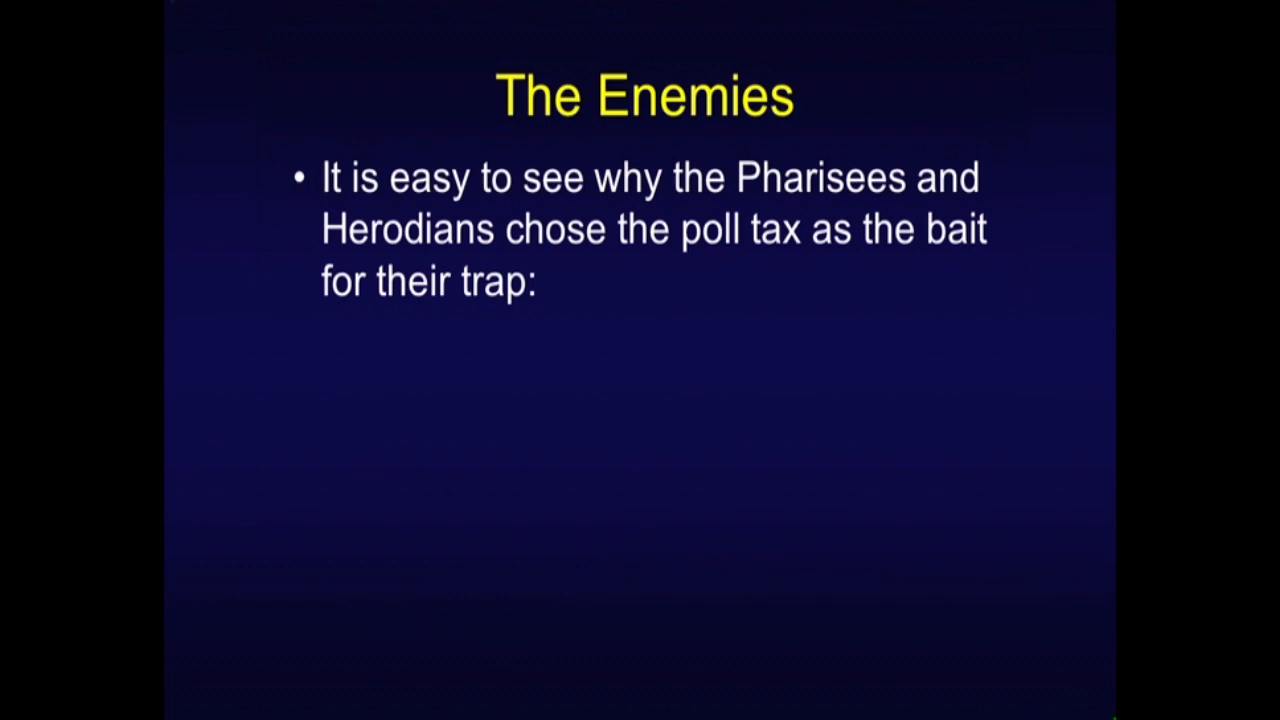 The Enemies
• It is easy to see why the Pharisees and
Herodians chose the poll tax as the bait
for their trap: